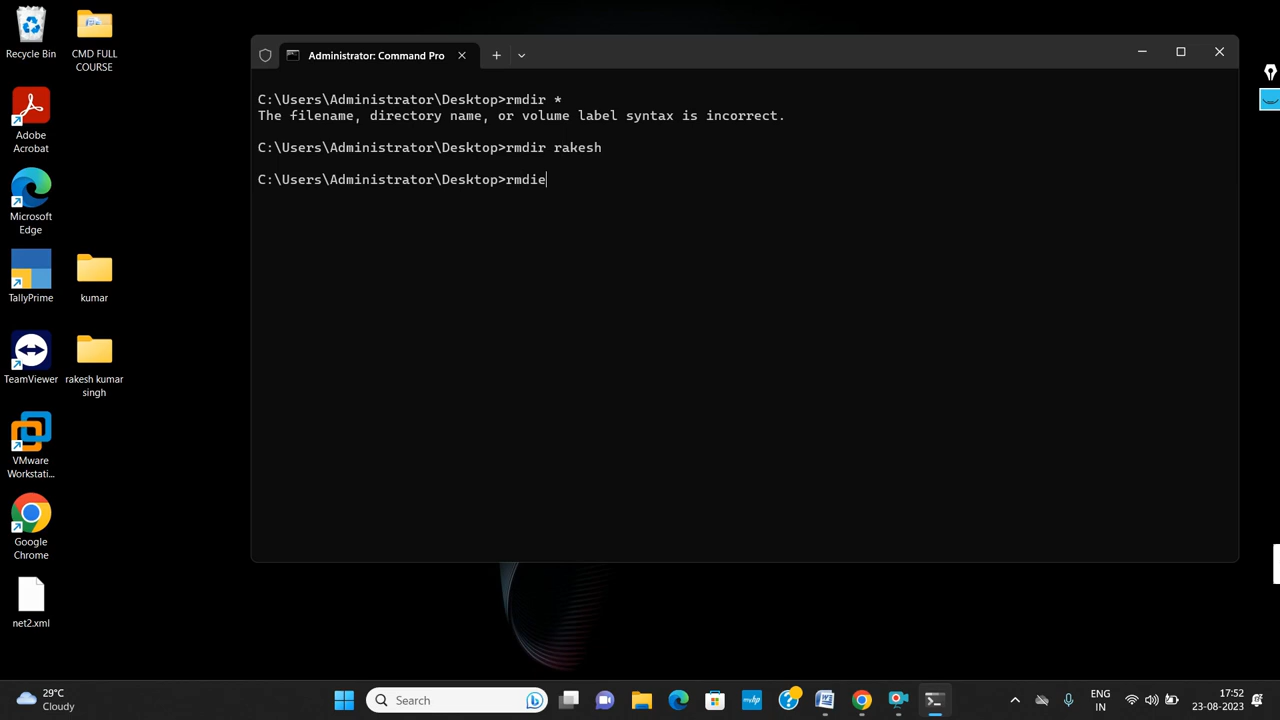 Recycle Bin
CMD FULL
COURSE
Adobe
Acrobat
Microsoft
Edge
TallyPrime
kumar
TeamViewer
rakesh kumar
singh
VMware
Workstati...
Google
Chrome
net2.xml
Administrator: Command Pro
C:\Users\Administrator\Desktop>rmdir *
The filename, directory name, or volume label syntax is incorrect.
C:\Users\Administrator\Desktop>rmdir rakesh
C:\Users\Administrator\Desktop>rmdie
29°C
Cloudy
Search
ENG
IN
17:52
23-08-2023